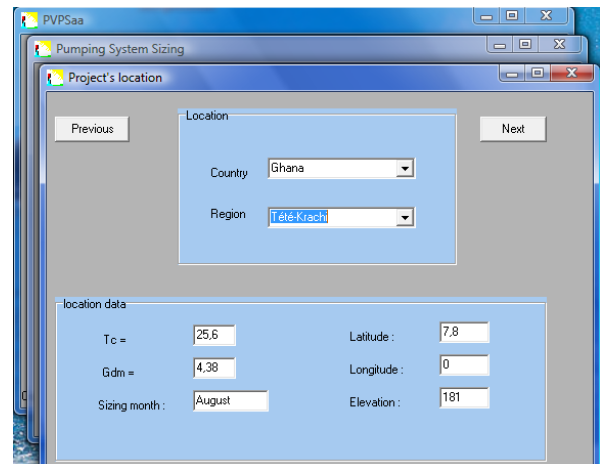 PVPSaa
Pumping System Sizing
Project's location
Previous
Location
Next
Country
Ghana
Region
Tété-Krachi
location data
Tc =
25,6
Latitude :
7,8
Gdm =
4,38
Longitude :
0
Sizing month :
August
Elevation :
181